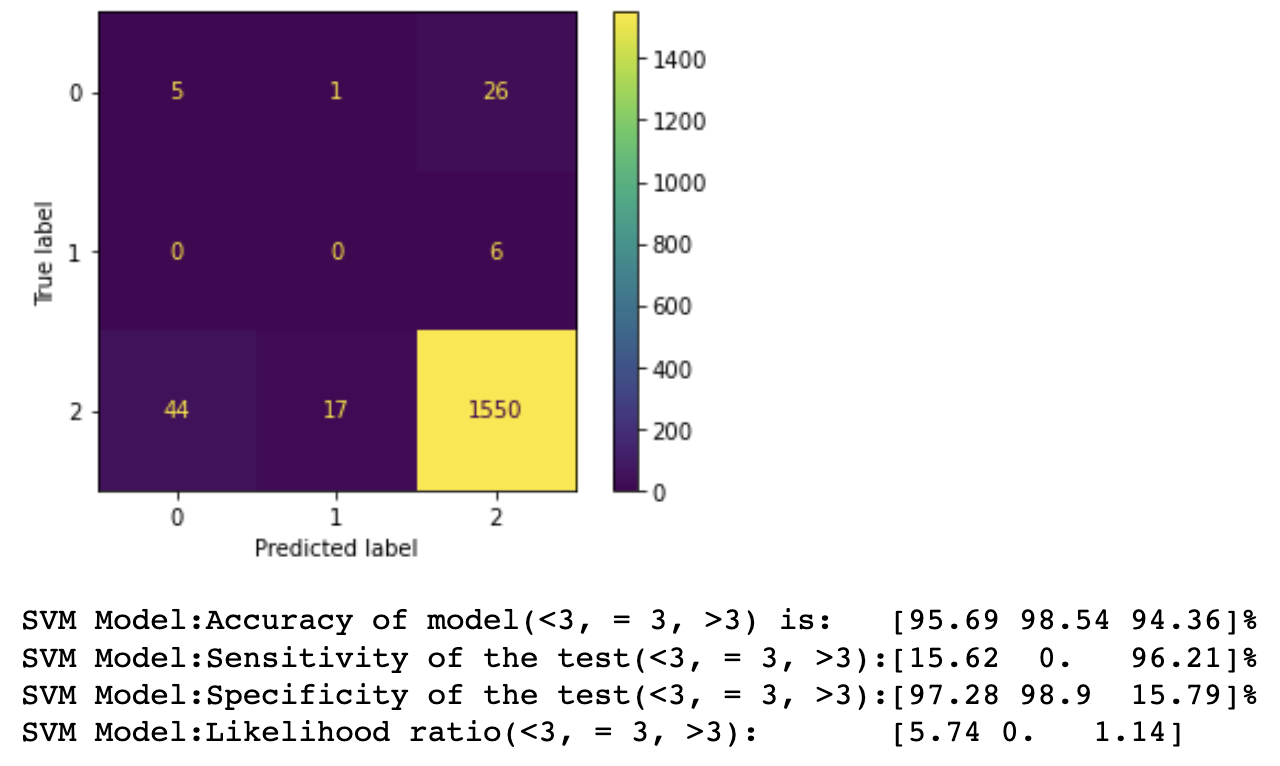 1400
0 5 1 26
1200
1000
True label
1 0 0 6
800
600
400
2 44 17 1550
200
0
0 1 2
Predicted label
SVM Model:Accuracy of model(<3, = 3, >3) is: [95.69 98.54 94.36]%
SVM Model:Sensitivity of the test(<3, = 3, >3):[15.62 0. 96.21]%
SVM Model:Specificity of the test(<3, = 3, >3):[97.28 98.9 15.79]%
SVM Model:Likelihood ratio(<3, = 3, >3): [5.74 0. 1.14]